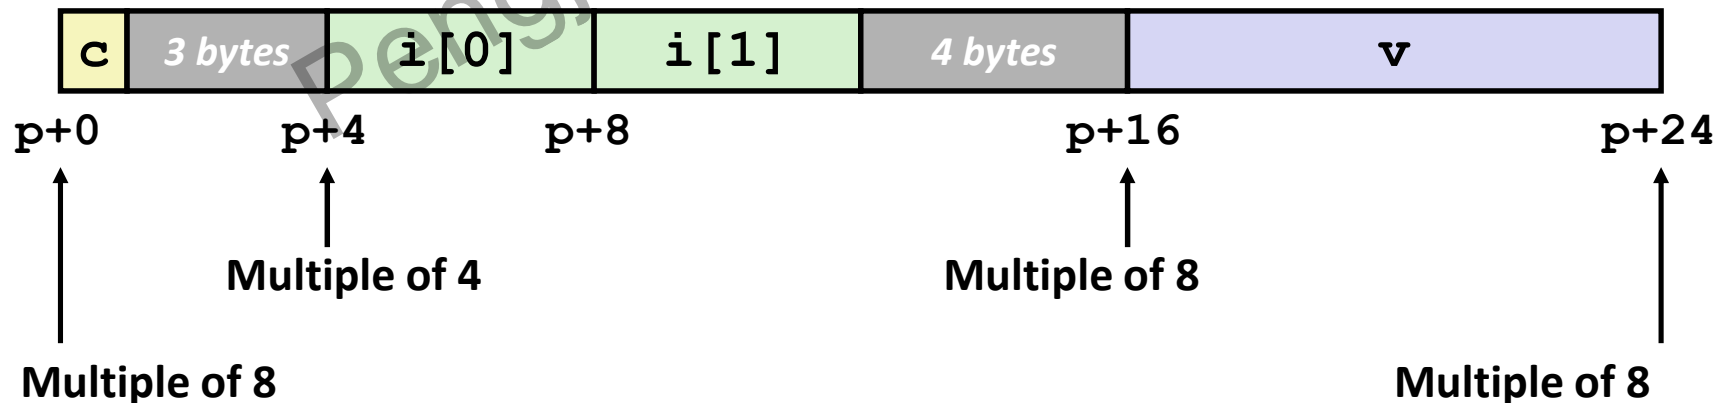 c 3 bytes i[0] i[1] 4 bytes v
p+0 p+4 p+8 p+16 p+24
Multiple of 4 Multiple of 8
Multiple of 8 Multiple of 8